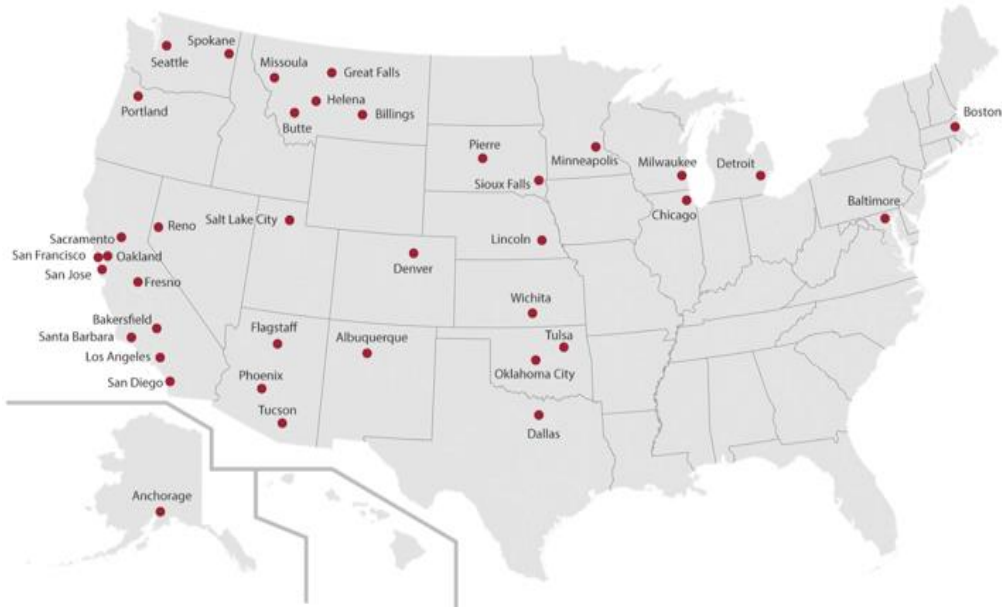 Spokane
Seattle
Missoula
Great Falls
Helena
Portland
Butte
Billings
Boston
Pierre
Minneapolis
Milwaukee
Detroit
Sioux Falls
Chicago
Baltimore
Salt Lake City
Reno
Sacramento
Lincoln
San Francisco
Oakland
San Jose
Denver
Fresno
Wichita
Bakersfield
Flagstaff
Santa Barbara
Albuquerque
Tulsa
Los Angeles
Oklahoma City
Phoenix
San Diego
Tucson
Dallas
Anchorage